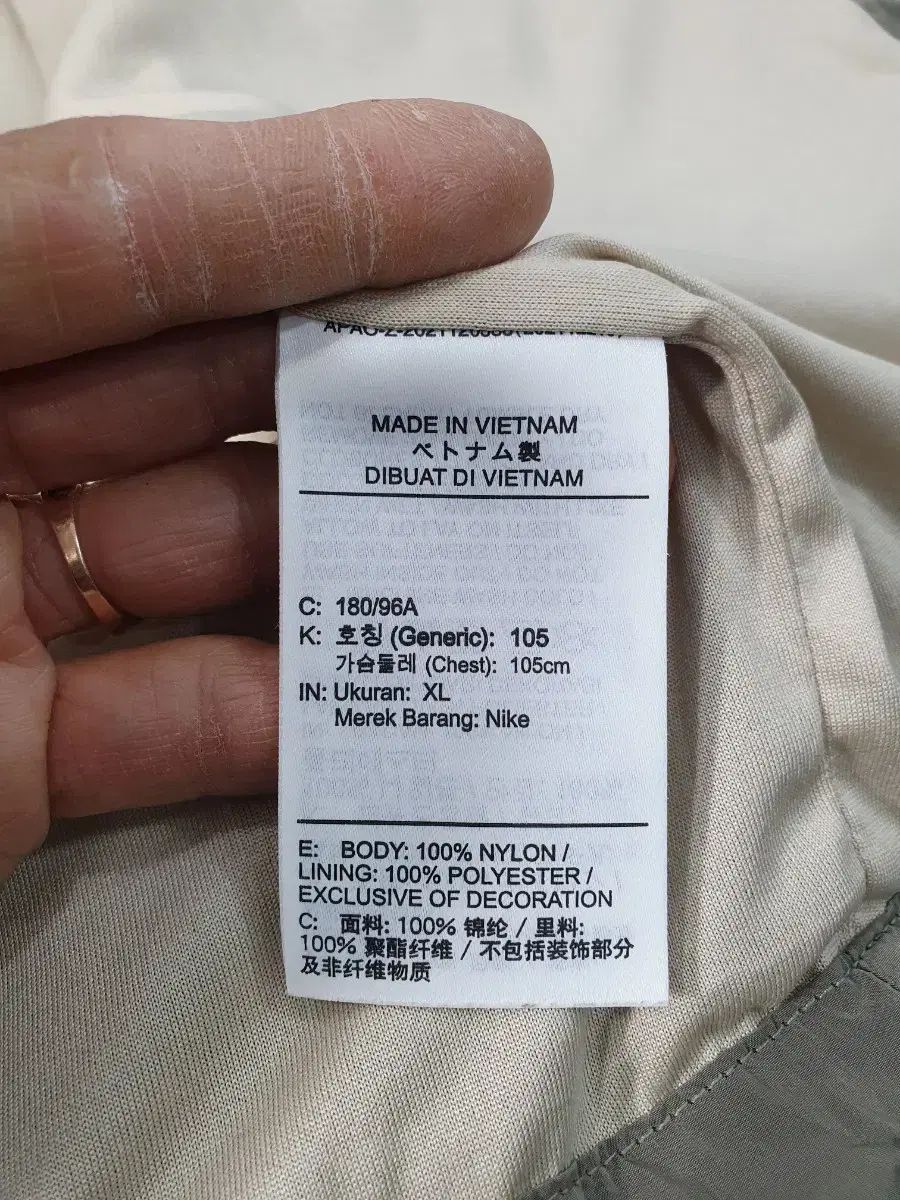 MADE IN VIETNAM
ベトナム製
DIBUAT DI VIETNAM
C: 180/96A
K: 호칭 (Generic): 105
가슴둘레 (Chest): 105cm
IN: Ukuran: XL
Merek Barang: Nike
E: BODY: 100% NYLON /
LINING: 100% POLYESTER /
EXCLUSIVE OF DECORATION
C: 面料: 100% 锦纶 / 里料:
100% 聚酯纤维 / 不包括装饰部分
及非纤维物质